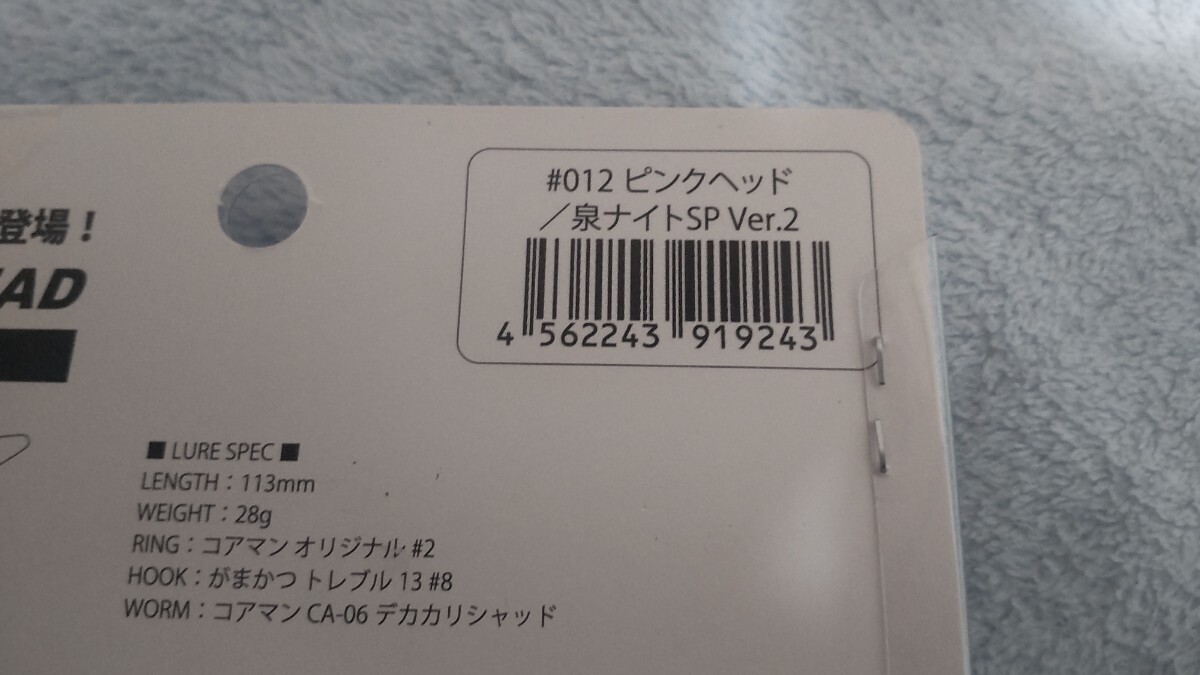 #012 ピンクヘッド
／泉ナイトSP Ver.2
4 562243 919243
登場！
AD
■ LURE SPEC ■
LENGTH：113mm
WEIGHT：28g
RING：コアマン オリジナル #2
HOOK：がまかつ トレブル 13 #8
WORM：コアマン CA-06 デカカリシャッド